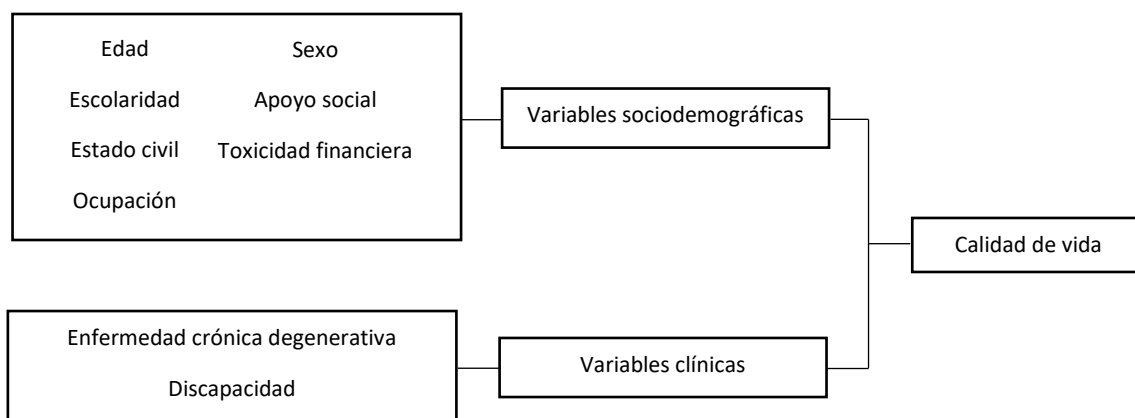 Edad Sexo
Escolaridad Apoyo social
Estado civil Toxicidad financiera
Ocupación
Variables sociodemográficas
Calidad de vida
Enfermedad crónica degenerativa
Discapacidad
Variables clínicas